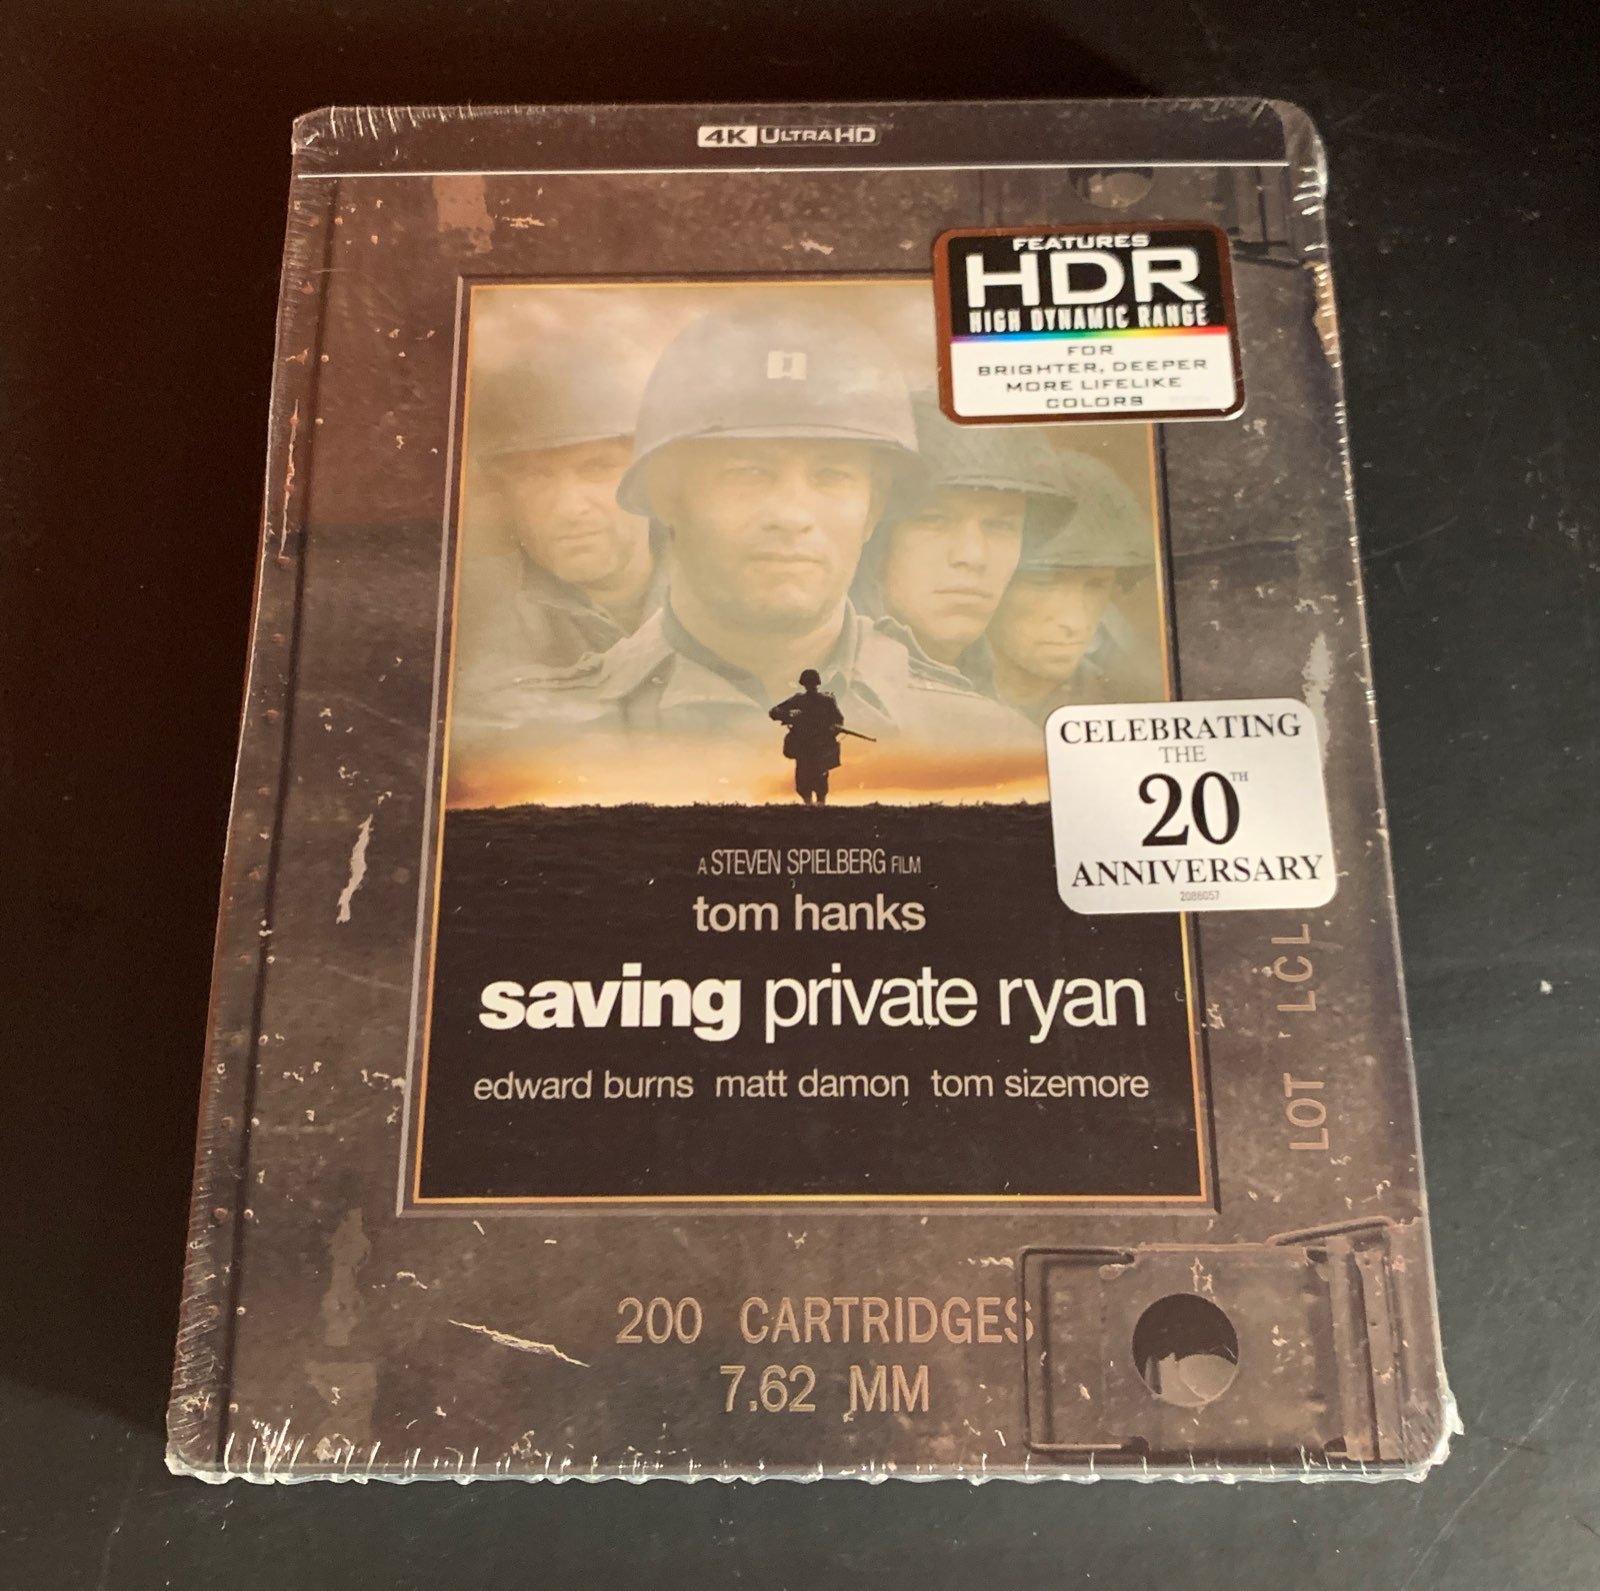 4K ULTRA HD
FEATURES
HDR
HIGH DYNAMIC RANGE
FOR
BRIGHTER, DEEPER
MORE LIFELIKE
COLORS
CELEBRATING
THE
20TH
ANNIVERSARY
2086057
A STEVEN SPIELBERG FILM
tom hanks
saving private ryan
edward burns matt damon tom sizemore
LOT LCL
200 CARTRIDGES
7.62 MM